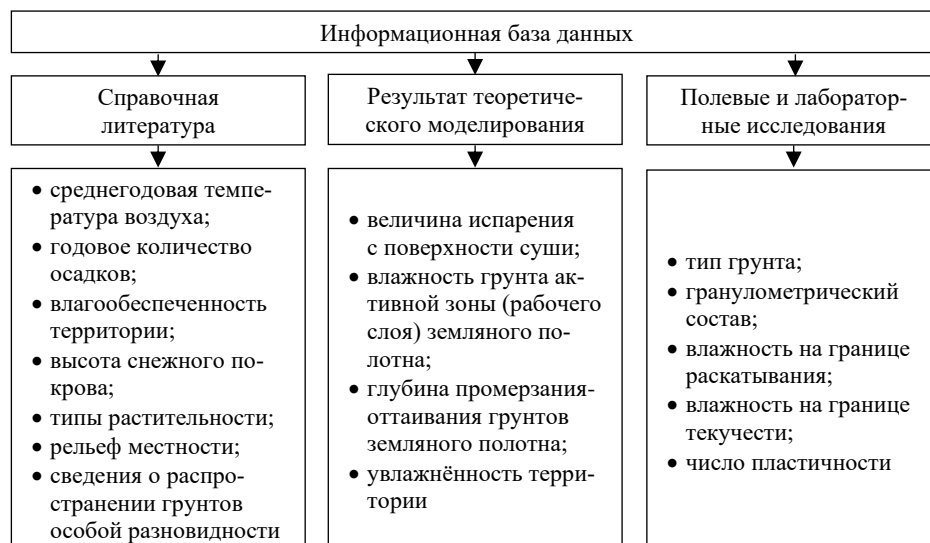 Информационная база данных
Справочная
литература
Результат теоретиче-
ского моделирования
Полевые и лаборатор-
ные исследования
• среднегодовая темпе-
ратура воздуха;
• годовое количество
осадков;
• влагообеспеченность
территории;
• высота снежного по-
крова;
• типы растительности;
• рельеф местности;
• сведения о распро-
странении грунтов
особой разновидности
• величина испарения
с поверхности суши;
• влажность грунта ак-
тивной зоны (рабочего
слоя) земляного по-
лотна;
• глубина промерзания-
оттаивания грунтов
земляного полотна;
• увлажнённость терри-
тории
• тип грунта;
• гранулометрический
состав;
• влажность на границе
раскатывания;
• влажность на границе
текучести;
• число пластичности